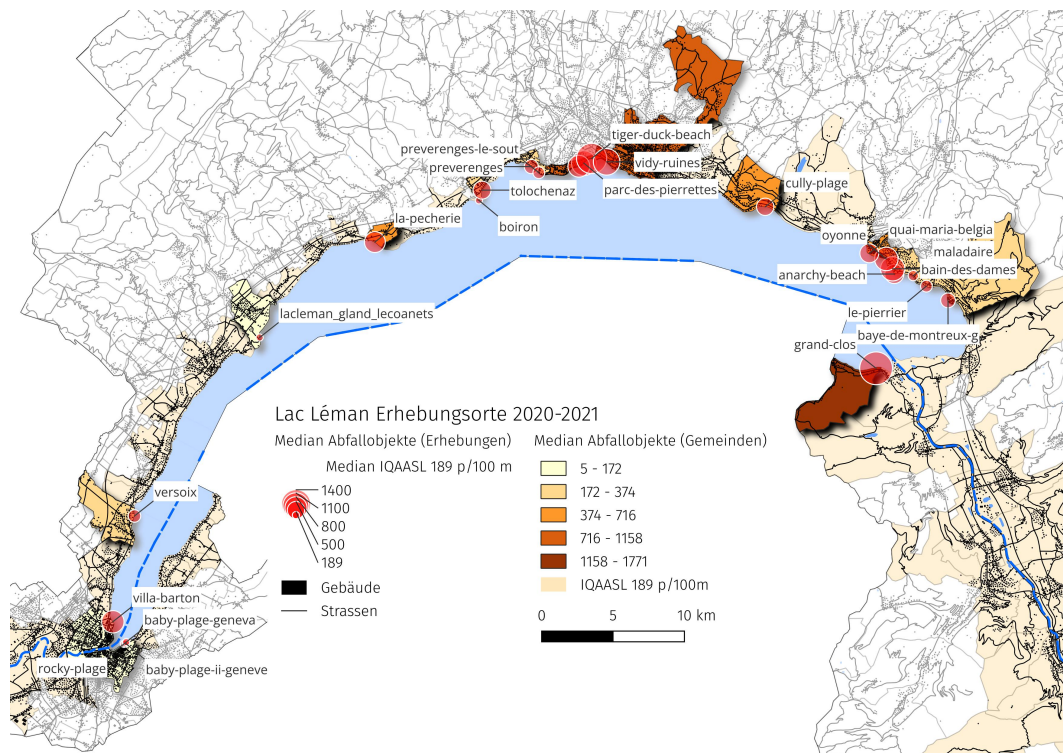 tiger-duck-beach
preverenges-le-sout
vidy-ruines
preverenges
parc-des-pierrettes
tolochenaz
cully-plage
la-pecherie
boiron
oyonne
quai-maria-belgia
maladaire
anarchy-beach
bain-des-dames
le-pierrier
lacleman_gland_lecoanets
baye-de-montreux-g
grand-clos
Lac Léman Erhebungsorte 2020-2021
Median Abfallobjekte (Erhebungen)
Median IQAASL 189 p/100 m
1400
1100
800
500
189
Gebäude
Strassen
Median Abfallobjekte (Gemeinden)
5 - 172
172 - 374
374 - 716
716 - 1158
1158 - 1771
IQAASL 189 p/100m
0 5 10 km
versoix
villa-barton
baby-plage-geneva
rocky-plage
baby-plage-ii-geneve